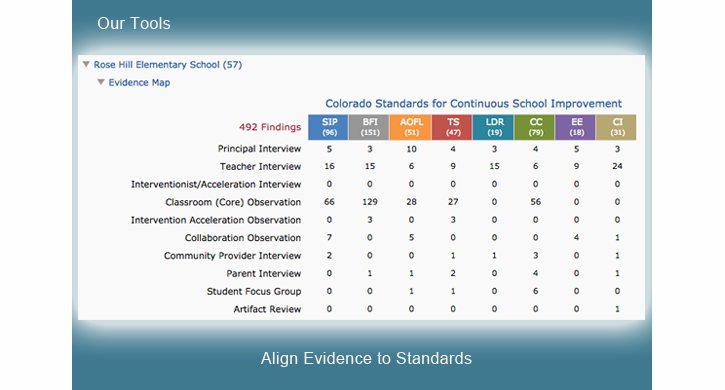 Our Tools
Rose Hill Elementary School (57)
Evidence Map
Colorado Standards for Continuous School Improvement
492 Findings SIP (96) BFI (151) AOFL (51) TS (47) LDR (19) CC (79) EE (18) CI (31)
Principal Interview 5 3 10 4 3 4 5 3
Teacher Interview 16 15 6 9 15 6 9 24
Interventionist/Acceleration Interview 0 0 0 0 0 0 0 0
Classroom (Core) Observation 66 129 28 27 0 56 0 0
Intervention Acceleration Observation 0 3 0 3 0 0 0 0
Collaboration Observation 7 0 5 0 0 0 4 1
Community Provider Interview 2 0 0 1 1 3 0 1
Parent Interview 0 1 1 2 0 4 0 1
Student Focus Group 0 0 1 1 0 6 0 0
Artifact Review 0 0 0 0 0 0 0 1
Align Evidence to Standards